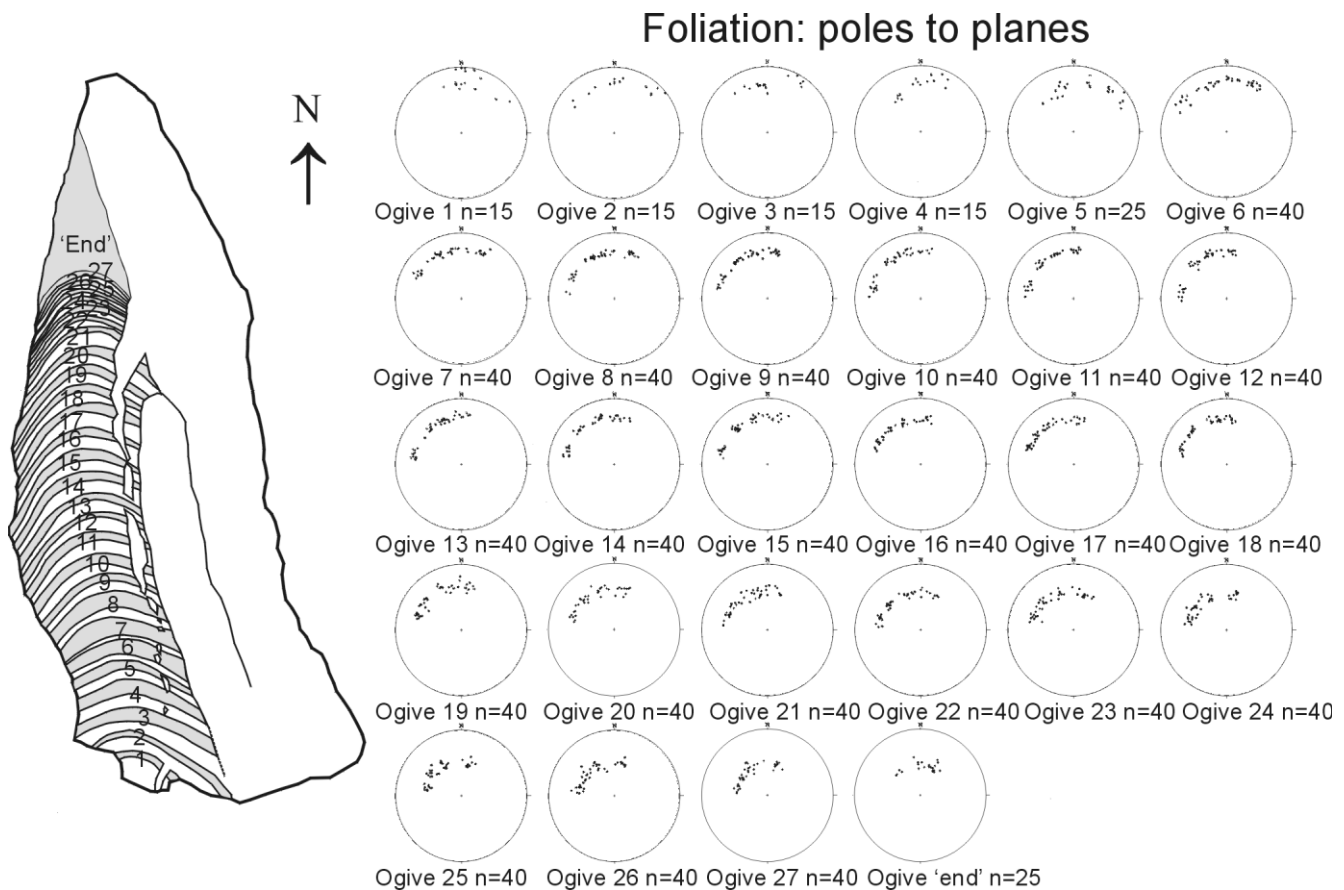 Foliation: poles to planes
N
'End'
27
26
25
24
23
22
21
20
19
18
17
16
15
14
13
12
11
10
9
8
7
6
5
4
3
2
1
Ogive 1 n=15
Ogive 2 n=15
Ogive 3 n=15
Ogive 4 n=15
Ogive 5 n=25
Ogive 6 n=40
Ogive 7 n=40
Ogive 8 n=40
Ogive 9 n=40
Ogive 10 n=40
Ogive 11 n=40
Ogive 12 n=40
Ogive 13 n=40
Ogive 14 n=40
Ogive 15 n=40
Ogive 16 n=40
Ogive 17 n=40
Ogive 18 n=40
Ogive 19 n=40
Ogive 20 n=40
Ogive 21 n=40
Ogive 22 n=40
Ogive 23 n=40
Ogive 24 n=40
Ogive 25 n=40
Ogive 26 n=40
Ogive 27 n=40
Ogive 'end' n=25